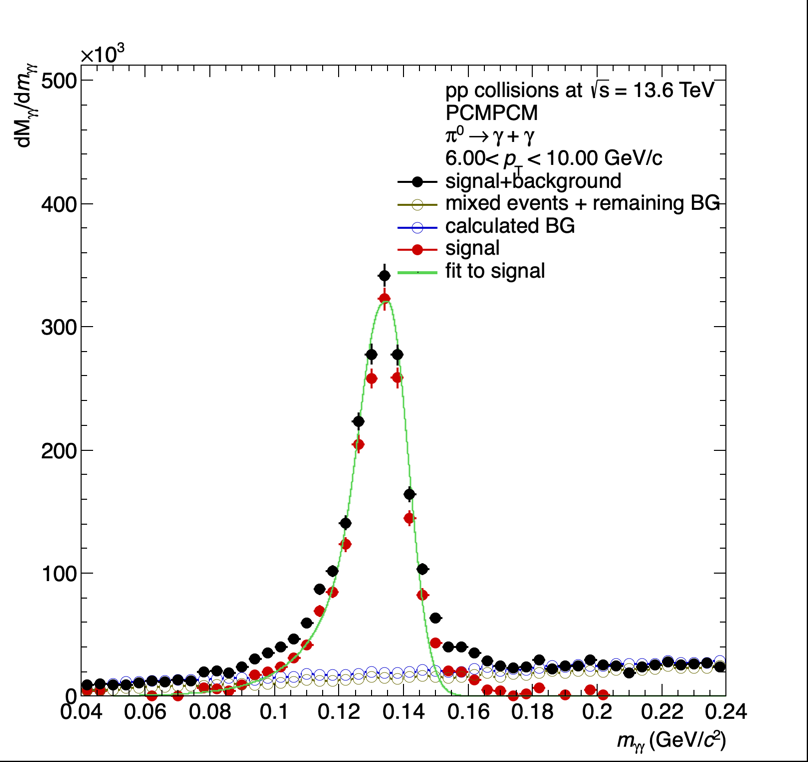 ×10³
dM_γγ/dm_γγ
500
400
300
200
100
0
pp collisions at √s = 13.6 TeV
PCMPCM
π⁰ → γ + γ
6.00< p_T < 10.00 GeV/c
signal+background
mixed events + remaining BG
calculated BG
signal
fit to signal
0.04 0.06 0.08 0.1 0.12 0.14 0.16 0.18 0.2 0.22 0.24
m_γγ (GeV/c²)